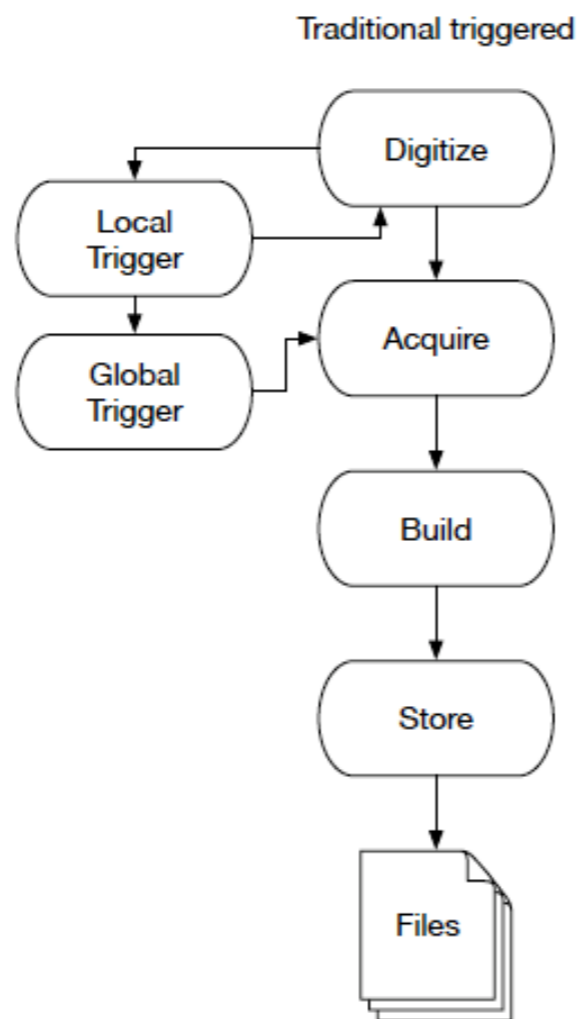 Traditional triggered
Digitize
Local
Trigger
Global
Trigger
Acquire
Build
Store
Files